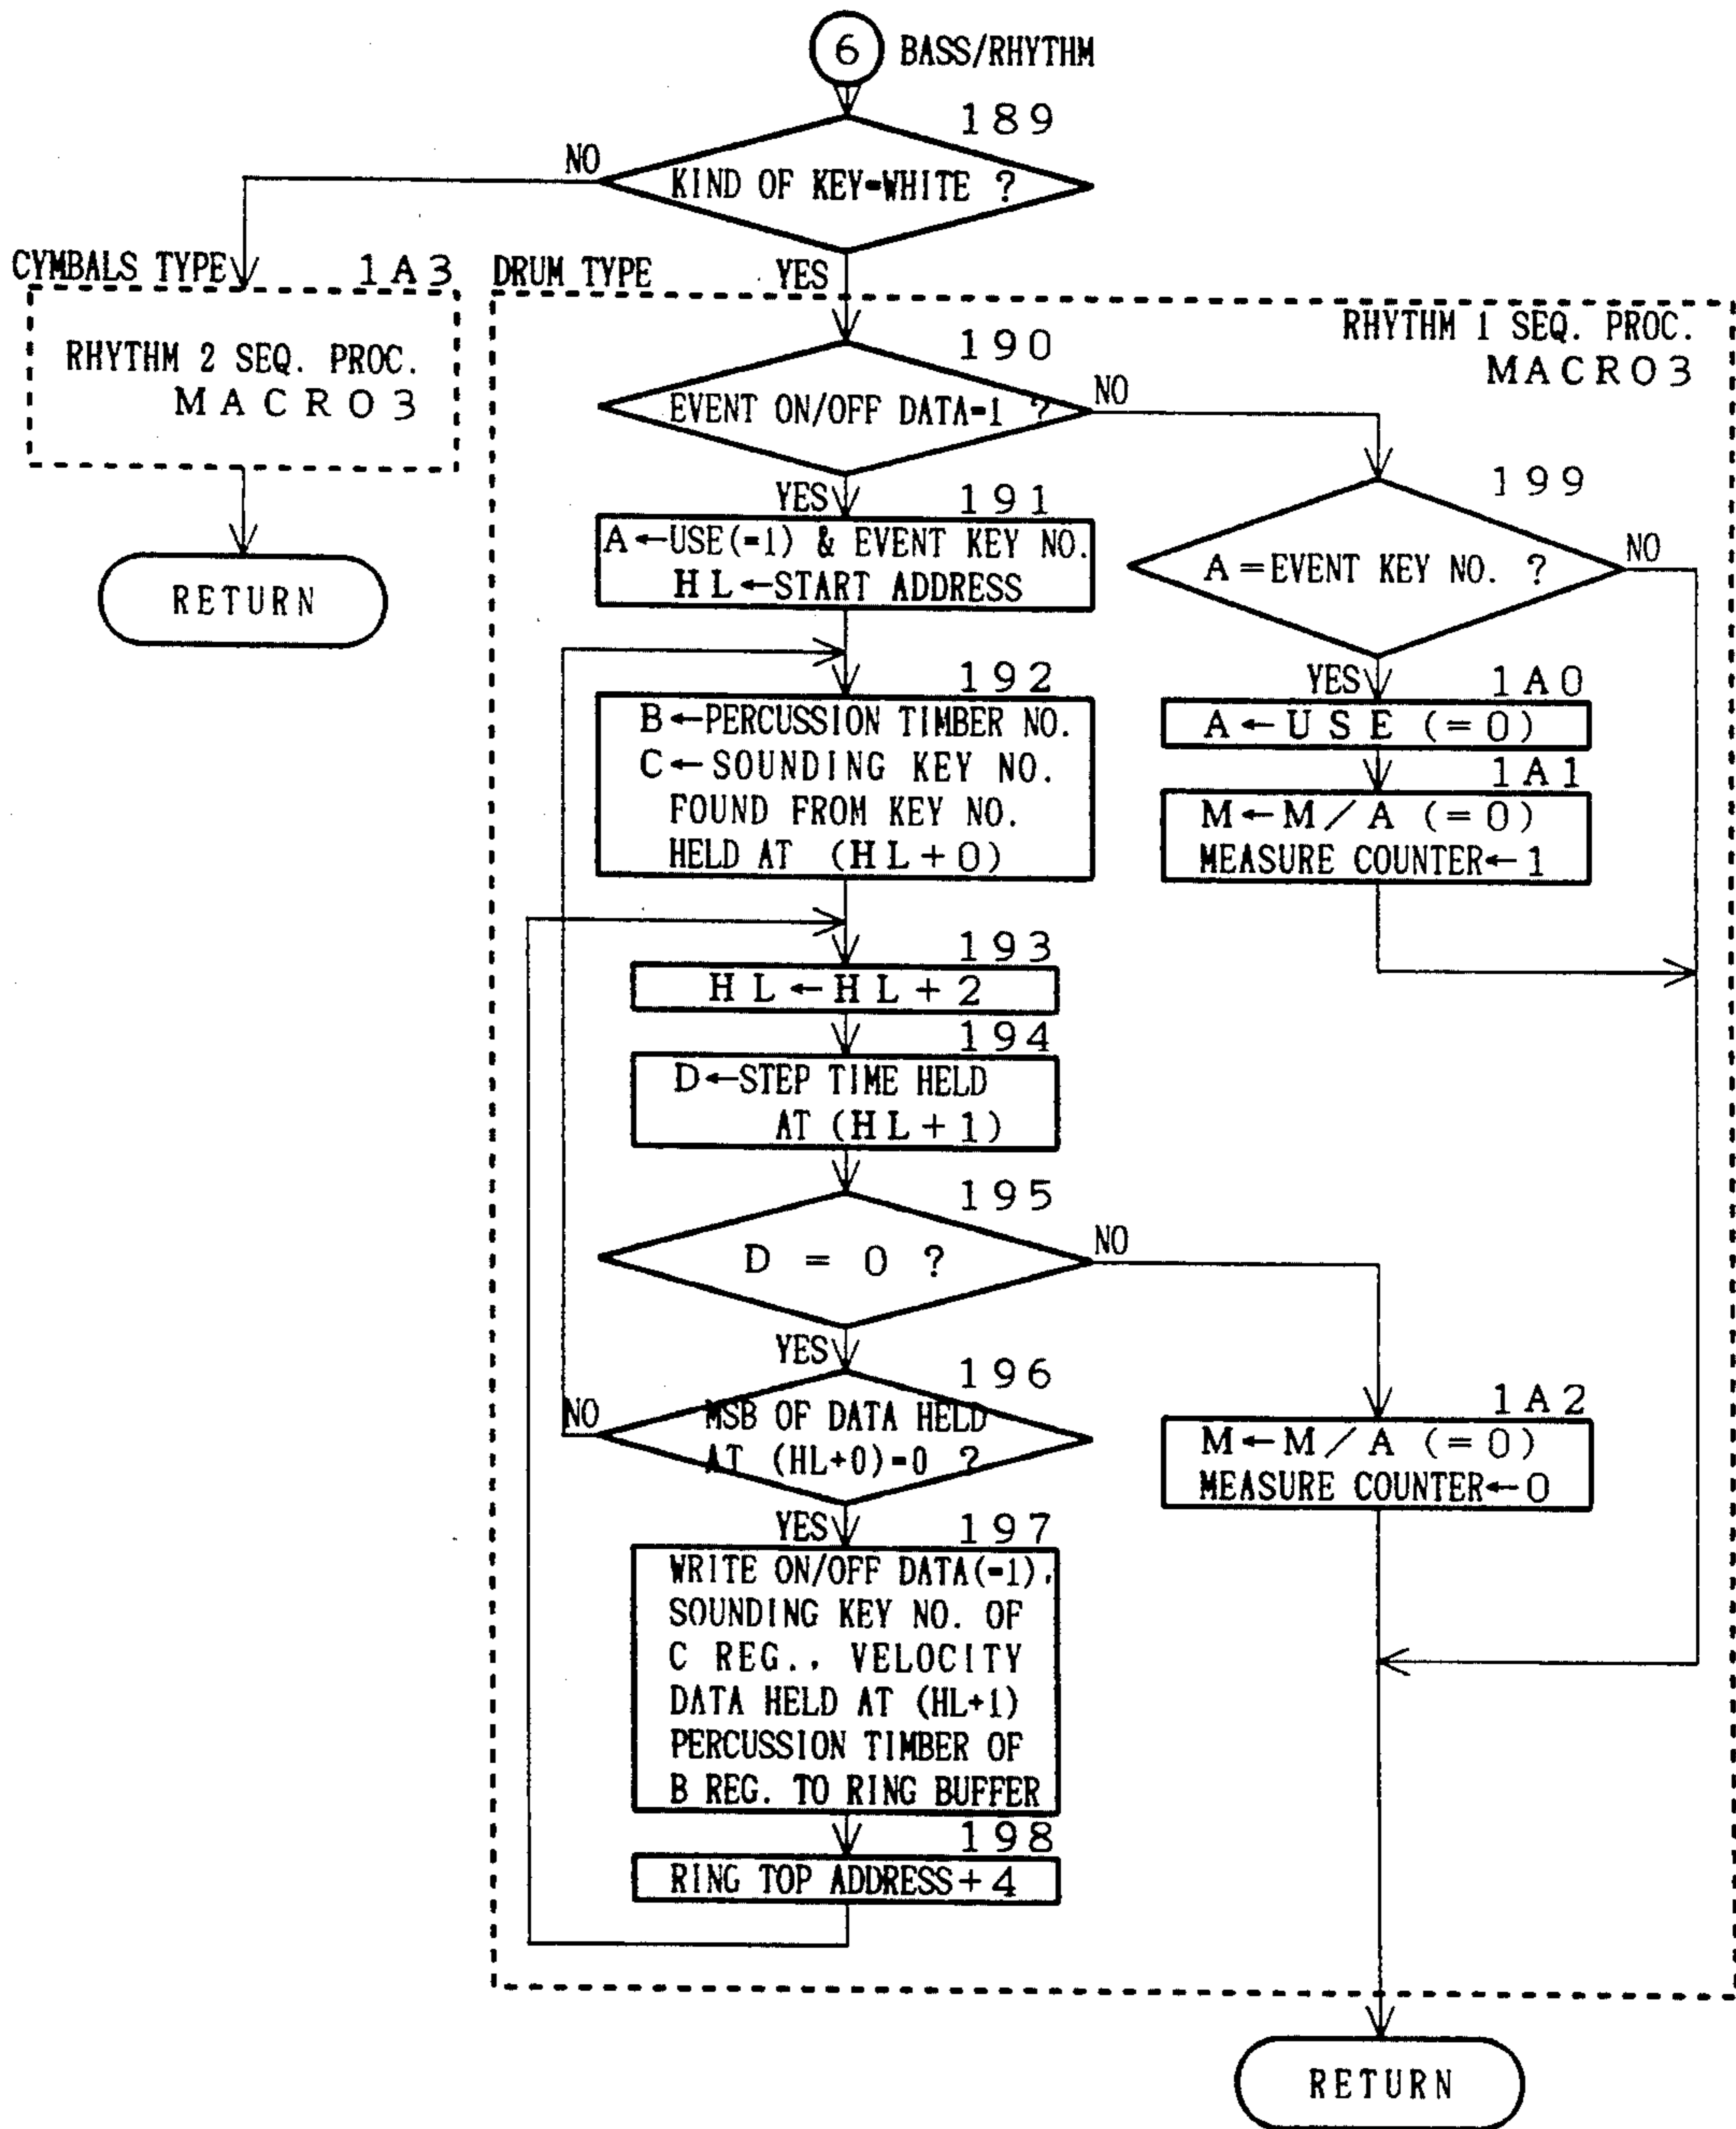 6 BASS/RHYTHM
189
NO
KIND OF KEY=WHITE ?
CYMBALS TYPE
1A3
DRUM TYPE
YES
RHYTHM 2 SEQ. PROC.
MACRO3
RETURN
RHYTHM 1 SEQ. PROC.
MACRO3
190
NO
EVENT ON/OFF DATA=1 ?
YES
191
A←USE(=1) & EVENT KEY NO.
HL←START ADDRESS
199
NO
A=EVENT KEY NO. ?
192
B←PERCUSSION TIMBER NO.
C←SOUNDING KEY NO.
FOUND FROM KEY NO.
HELD AT (HL+0)
YES
1A0
A←USE (=0)
1A1
M←M/A (=0)
MEASURE COUNTER←1
193
HL←HL+2
194
D←STEP TIME HELD
AT (HL+1)
195
NO
D = 0 ?
YES
196
NO
MSB OF DATA HELD
AT (HL+0)=0 ?
1A2
M←M/A (=0)
MEASURE COUNTER←0
YES
197
WRITE ON/OFF DATA(=1),
SOUNDING KEY NO. OF
C REG., VELOCITY
DATA HELD AT (HL+1)
PERCUSSION TIMBER OF
B REG. TO RING BUFFER
198
RING TOP ADDRESS+4
RETURN